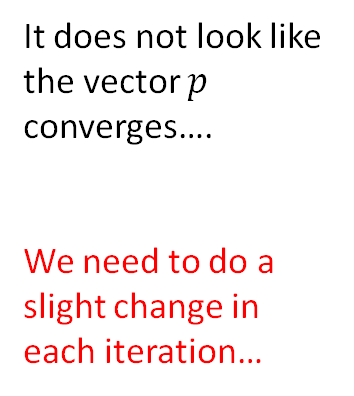 It does not look like
the vector p
converges....
We need to do a
slight change in
each iteration...